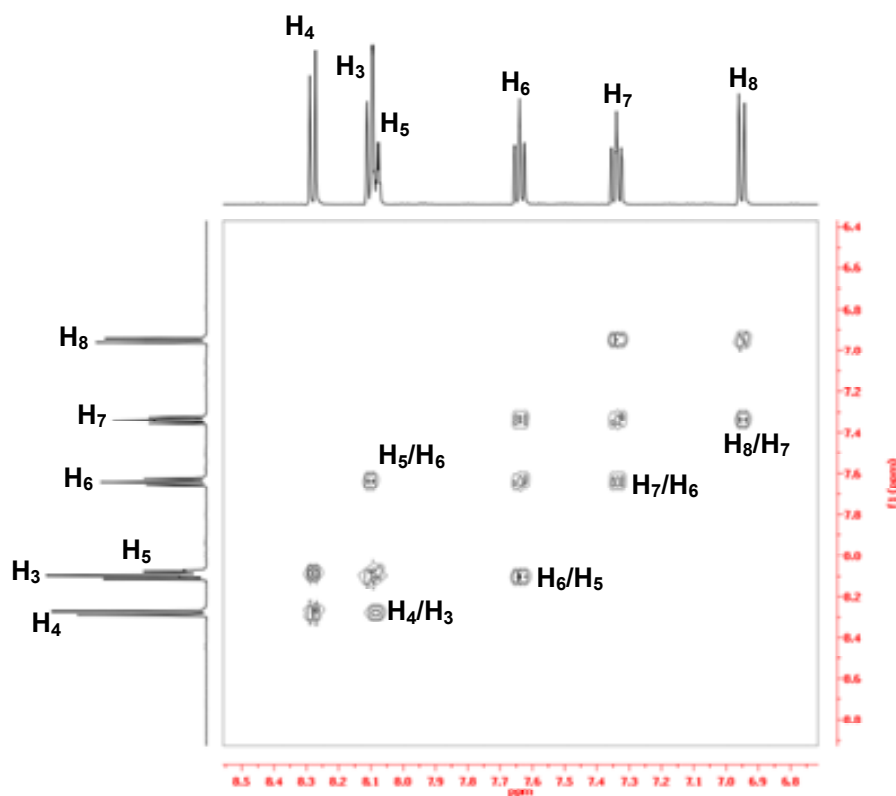 H₄
H₃
H₅
H₆
H₇
H₈
H₈
H₇
H₆
H₅
H₃
H₄
H₅/H₆
H₈/H₇
H₇/H₆
H₆/H₅
H₄/H₃
6.4
6.6
6.8
7.0
7.2
7.4
7.6
7.8
8.0
8.2
8.4
8.6
8.8
f1 (ppm)
8.5 8.3 8.2 8.1 8.0 7.9 7.8 7.7 7.6 7.5 7.4 7.3 7.2 7.1 7.0 6.9 6.8
ppm